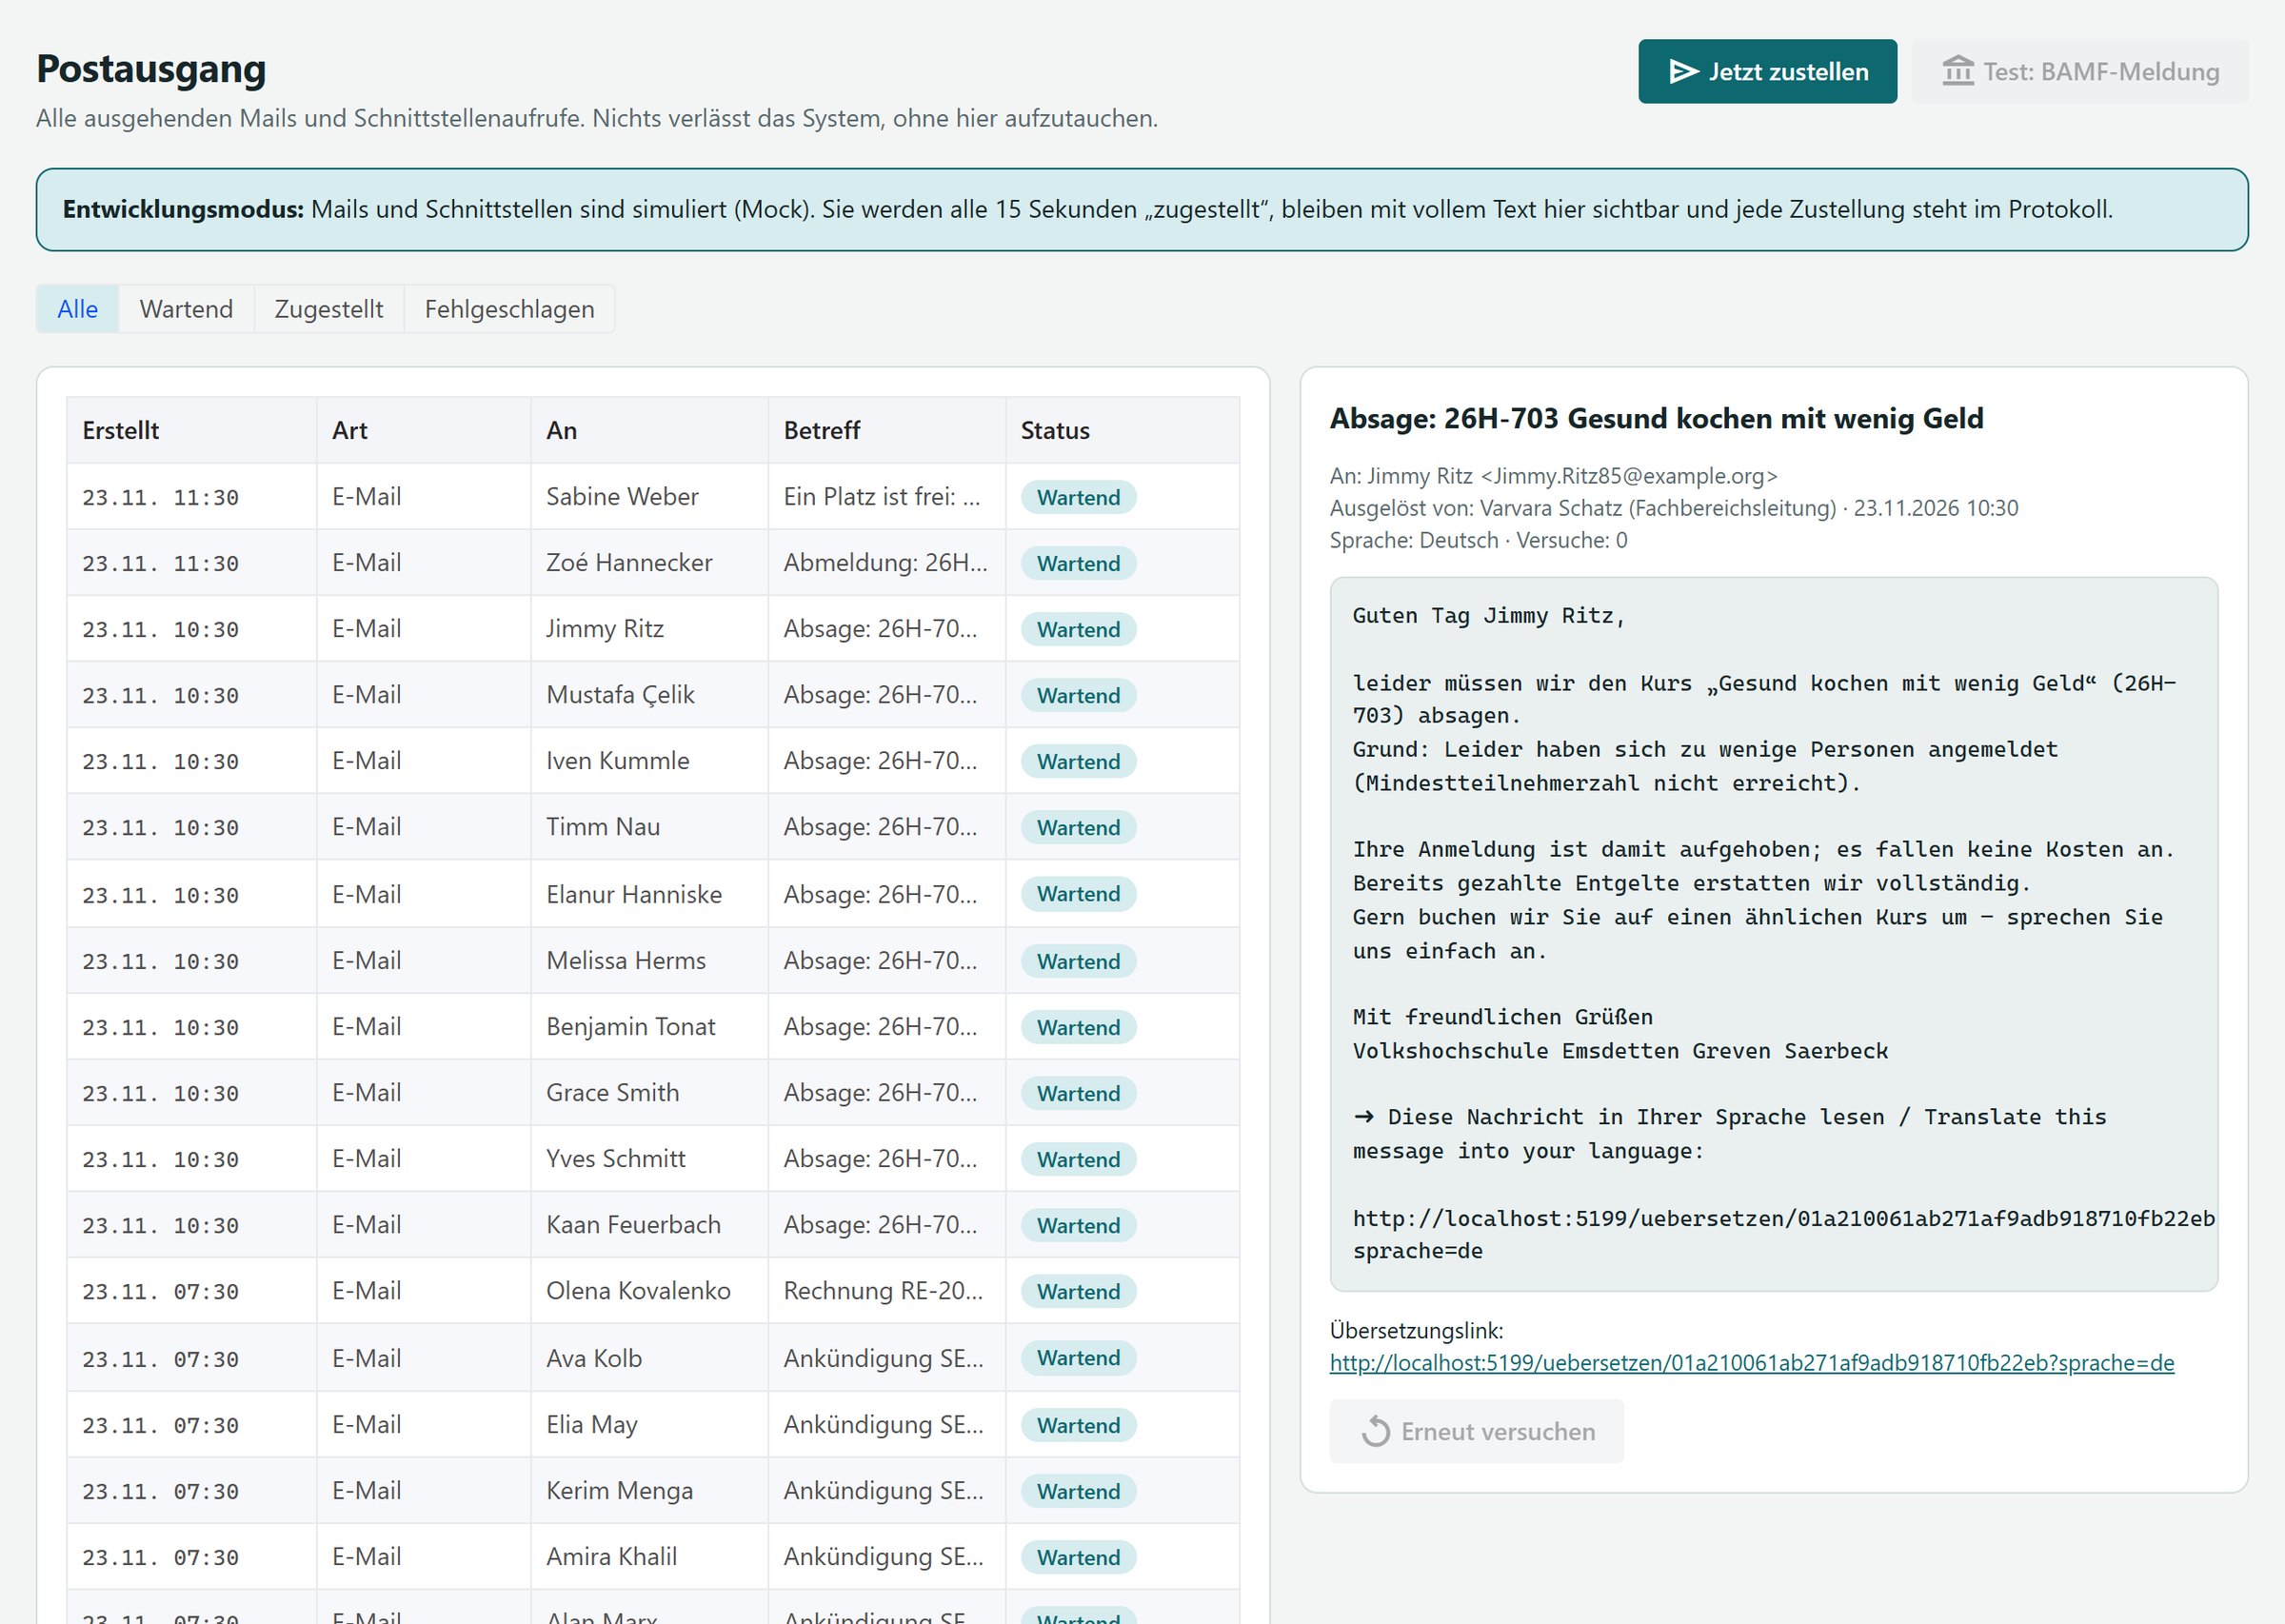 Postausgang
Alle ausgehenden Mails und Schnittstellenaufrufe. Nichts verlässt das System, ohne hier aufzutauchen.
Jetzt zustellen
Test: BAMF-Meldung
Entwicklungsmodus: Mails und Schnittstellen sind simuliert (Mock). Sie werden alle 15 Sekunden „zugestellt“, bleiben mit vollem Text hier sichtbar und jede Zustellung steht im Protokoll.
Alle Wartend Zugestellt Fehlgeschlagen
Erstellt Art An Betreff Status
23.11. 11:30 E-Mail Sabine Weber Ein Platz ist frei: ... Wartend
23.11. 11:30 E-Mail Zoé Hannecker Abmeldung: 26H... Wartend
23.11. 10:30 E-Mail Jimmy Ritz Absage: 26H-70... Wartend
23.11. 10:30 E-Mail Mustafa Çelik Absage: 26H-70... Wartend
23.11. 10:30 E-Mail Iven Kummle Absage: 26H-70... Wartend
23.11. 10:30 E-Mail Timm Nau Absage: 26H-70... Wartend
23.11. 10:30 E-Mail Elanur Hanniske Absage: 26H-70... Wartend
23.11. 10:30 E-Mail Melissa Herms Absage: 26H-70... Wartend
23.11. 10:30 E-Mail Benjamin Tonat Absage: 26H-70... Wartend
23.11. 10:30 E-Mail Grace Smith Absage: 26H-70... Wartend
23.11. 10:30 E-Mail Yves Schmitt Absage: 26H-70... Wartend
23.11. 10:30 E-Mail Kaan Feuerbach Absage: 26H-70... Wartend
23.11. 07:30 E-Mail Olena Kovalenko Rechnung RE-20... Wartend
23.11. 07:30 E-Mail Ava Kolb Ankündigung SE... Wartend
23.11. 07:30 E-Mail Elia May Ankündigung SE... Wartend
23.11. 07:30 E-Mail Kerim Menga Ankündigung SE... Wartend
23.11. 07:30 E-Mail Amira Khalil Ankündigung SE... Wartend
23.11. 07:30 E-Mail Alan Marx Ankündigung SE... Wartend
Absage: 26H-703 Gesund kochen mit wenig Geld
An: Jimmy Ritz <Jimmy.Ritz85@example.org>
Ausgelöst von: Varvara Schatz (Fachbereichsleitung) · 23.11.2026 10:30
Sprache: Deutsch · Versuche: 0
Guten Tag Jimmy Ritz,
leider müssen wir den Kurs „Gesund kochen mit wenig Geld“ (26H-
703) absagen.
Grund: Leider haben sich zu wenige Personen angemeldet
(Mindestteilnehmerzahl nicht erreicht).
Ihre Anmeldung ist damit aufgehoben; es fallen keine Kosten an.
Bereits gezahlte Entgelte erstatten wir vollständig.
Gern buchen wir Sie auf einen ähnlichen Kurs um – sprechen Sie
uns einfach an.
Mit freundlichen Grüßen
Volkshochschule Emsdetten Greven Saerbeck
→ Diese Nachricht in Ihrer Sprache lesen / Translate this
message into your language:
http://localhost:5199/uebersetzen/01a210061ab271af9adb918710fb22eb
sprache=de
Übersetzungslink:
http://localhost:5199/uebersetzen/01a210061ab271af9adb918710fb22eb?sprache=de
Erneut versuchen